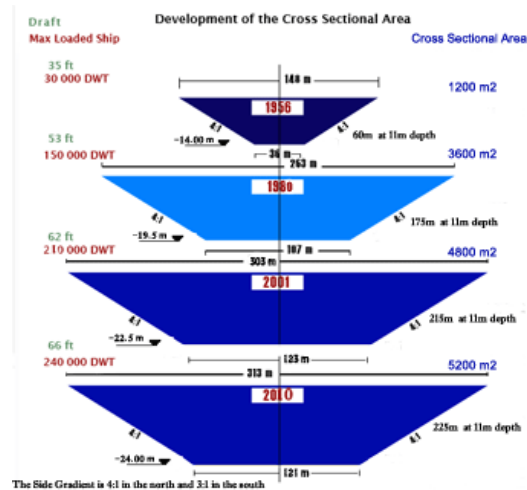 Development of the Cross Sectional Area
Draft
Max Loaded Ship
Cross Sectional Area
35 ft
30 000 DWT
148 m
1200 m2
1956
4:1
4:1
60m at 11m depth
-14.00 m
36 m
53 ft
150 000 DWT
263 m
3600 m2
1980
4:1
4:1
175m at 11m depth
-19.5 m
107 m
62 ft
210 000 DWT
303 m
4800 m2
2001
4:1
4:1
215m at 11m depth
-22.5 m
123 m
66 ft
240 000 DWT
313 m
5200 m2
2010
4:1
4:1
225m at 11m depth
-24.00 m
121 m
The Side Gradient is 4:1 in the north and 3:1 in the south